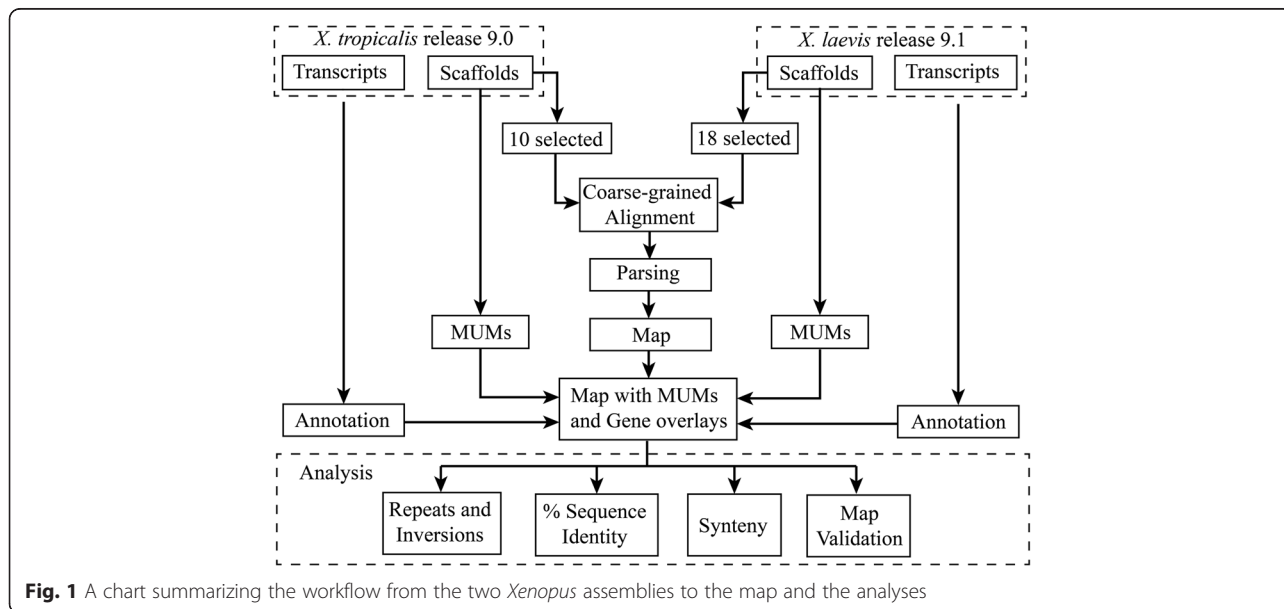 X. tropicalis release 9.0
X. laevis release 9.1
Transcripts
Scaffolds
Scaffolds
Transcripts
10 selected
18 selected
Coarse-grained
Alignment
Parsing
MUMs
Map
MUMs
Map with MUMs
and Gene overlays
Annotation
Annotation
Analysis
Repeats and
Inversions
% Sequence
Identity
Synteny
Map
Validation
Fig. 1 A chart summarizing the workflow from the two Xenopus assemblies to the map and the analyses